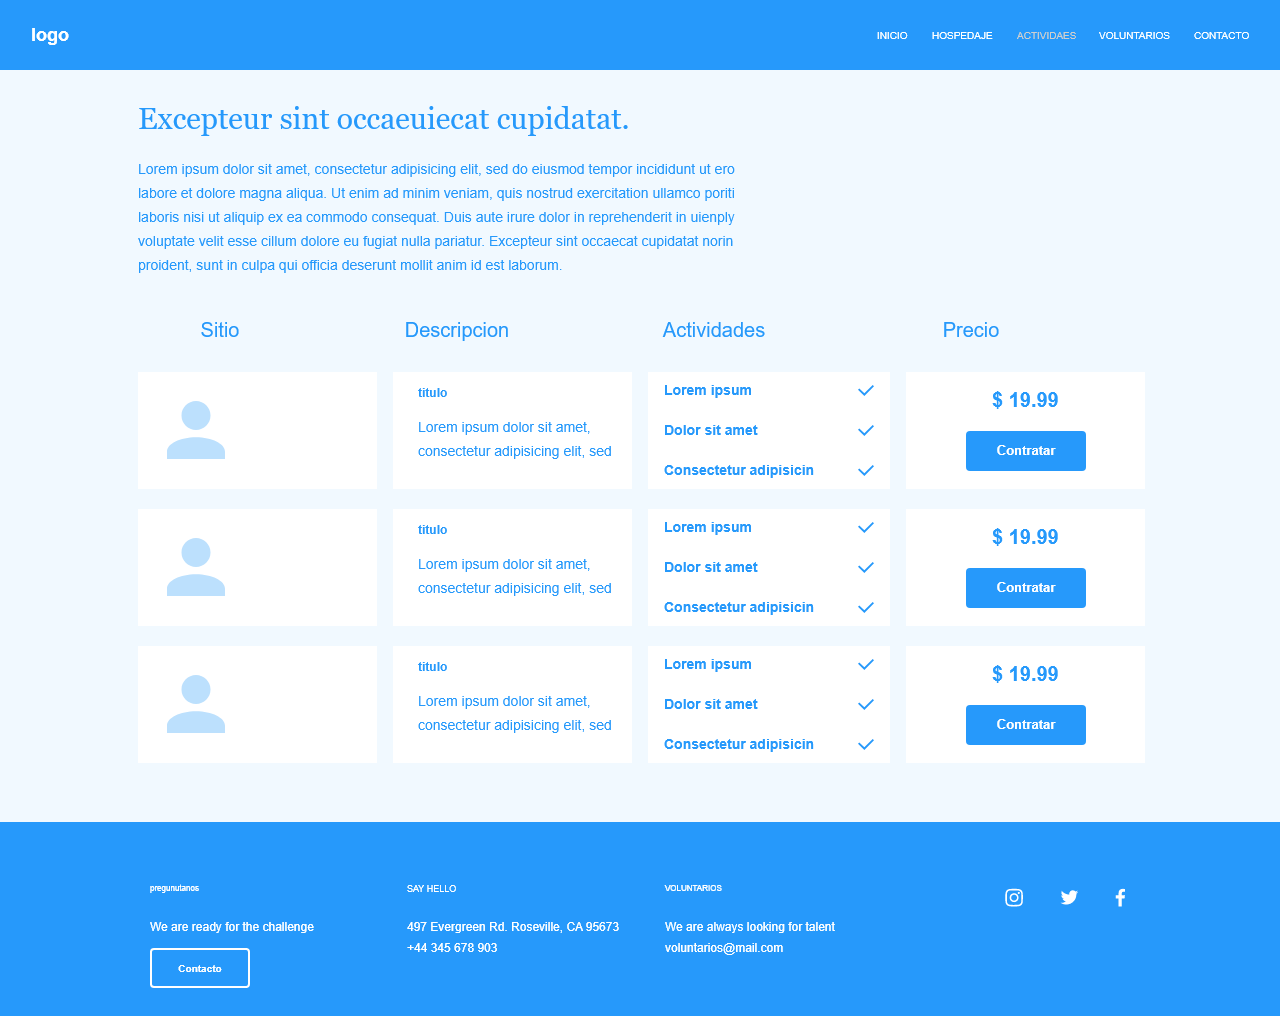 logo
INICIO HOSPEDAJE ACTIVIDAES VOLUNTARIOS CONTACTO
Excepteur sint occaeuiecat cupidatat.
Lorem ipsum dolor sit amet, consectetur adipisicing elit, sed do eiusmod tempor incididunt ut ero
labore et dolore magna aliqua. Ut enim ad minim veniam, quis nostrud exercitation ullamco poriti
laboris nisi ut aliquip ex ea commodo consequat. Duis aute irure dolor in reprehenderit in uienply
voluptate velit esse cillum dolore eu fugiat nulla pariatur. Excepteur sint occaecat cupidatat norin
proident, sunt in culpa qui officia deserunt mollit anim id est laborum.
Sitio Descripcion Actividades Precio
titulo
Lorem ipsum dolor sit amet,
consectetur adipisicing elit, sed
Lorem ipsum
Dolor sit amet
Consectetur adipisicin
$ 19.99
Contratar
titulo
Lorem ipsum dolor sit amet,
consectetur adipisicing elit, sed
Lorem ipsum
Dolor sit amet
Consectetur adipisicin
$ 19.99
Contratar
titulo
Lorem ipsum dolor sit amet,
consectetur adipisicing elit, sed
Lorem ipsum
Dolor sit amet
Consectetur adipisicin
$ 19.99
Contratar
pregunutanos
We are ready for the challenge
Contacto
SAY HELLO
497 Evergreen Rd. Roseville, CA 95673
+44 345 678 903
VOLUNTARIOS
We are always looking for talent
voluntarios@mail.com